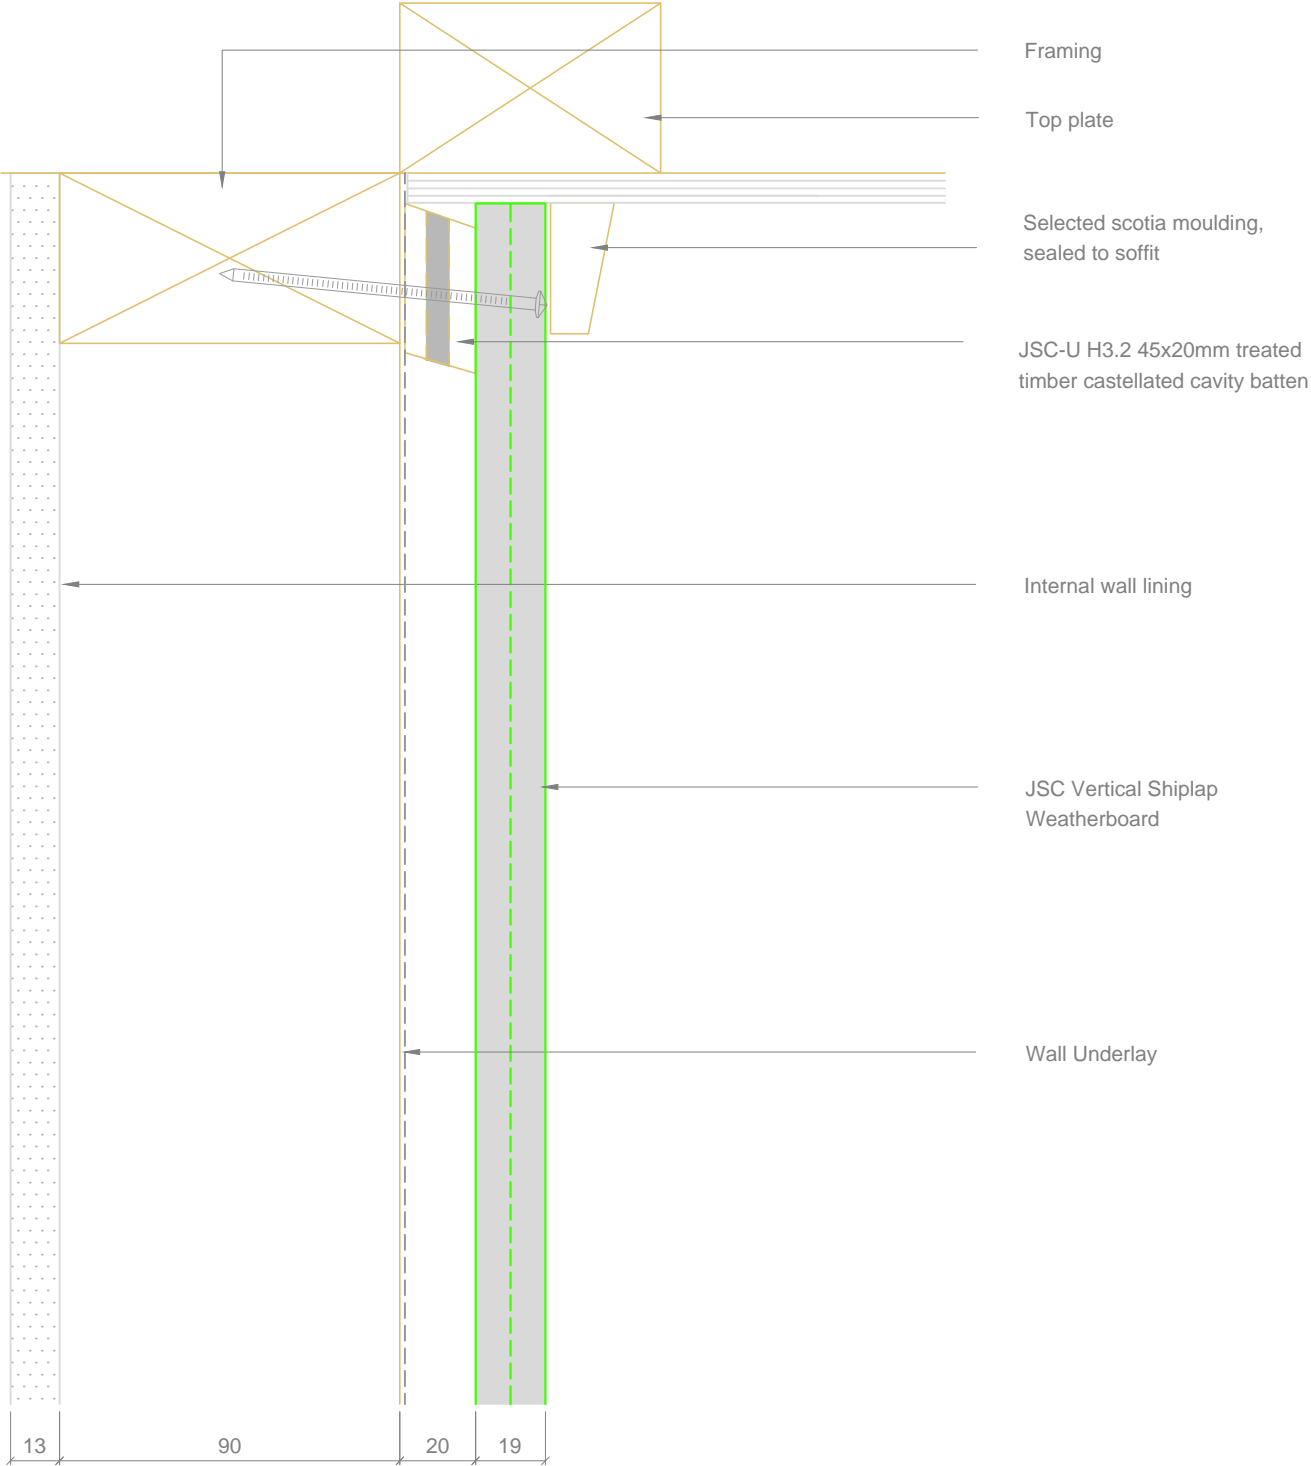 Framing
Top plate
Selected scotia moulding,
sealed to soffit
JSC-U H3.2 45x20mm treated
timber castellated cavity batten
Internal wall lining
JSC Vertical Shiplap
Weatherboard
Wall Underlay
13 90 20 19